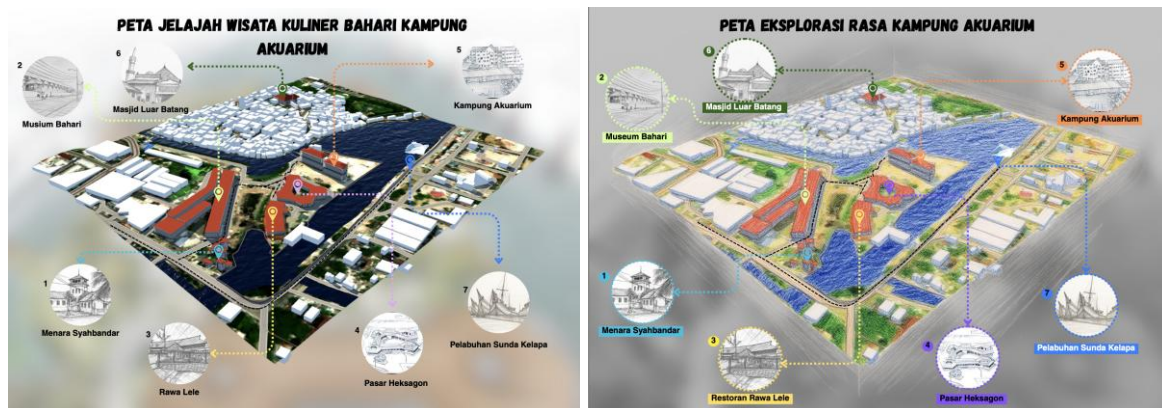 PETA JELAJAH WISATA KULINER BAHARI KAMPUNG
AKUARIUM
6
Masjid Luar Batang
2
Musium Bahari
5
Kampung Akuarium
1
Menara Syahbandar
3
Rawa Lele
4
Pasar Heksagon
7
Pelabuhan Sunda Kelapa
PETA EKSPLORASI RASA KAMPUNG AKUARIUM
6
Masjid Luar Batang
2
Museum Bahari
5
Kampung Akuarium
1
Menara Syahbandar
3
Restoran Rawa Lele
4
Pasar Heksagon
7
Pelabuhan Sunda Kelapa